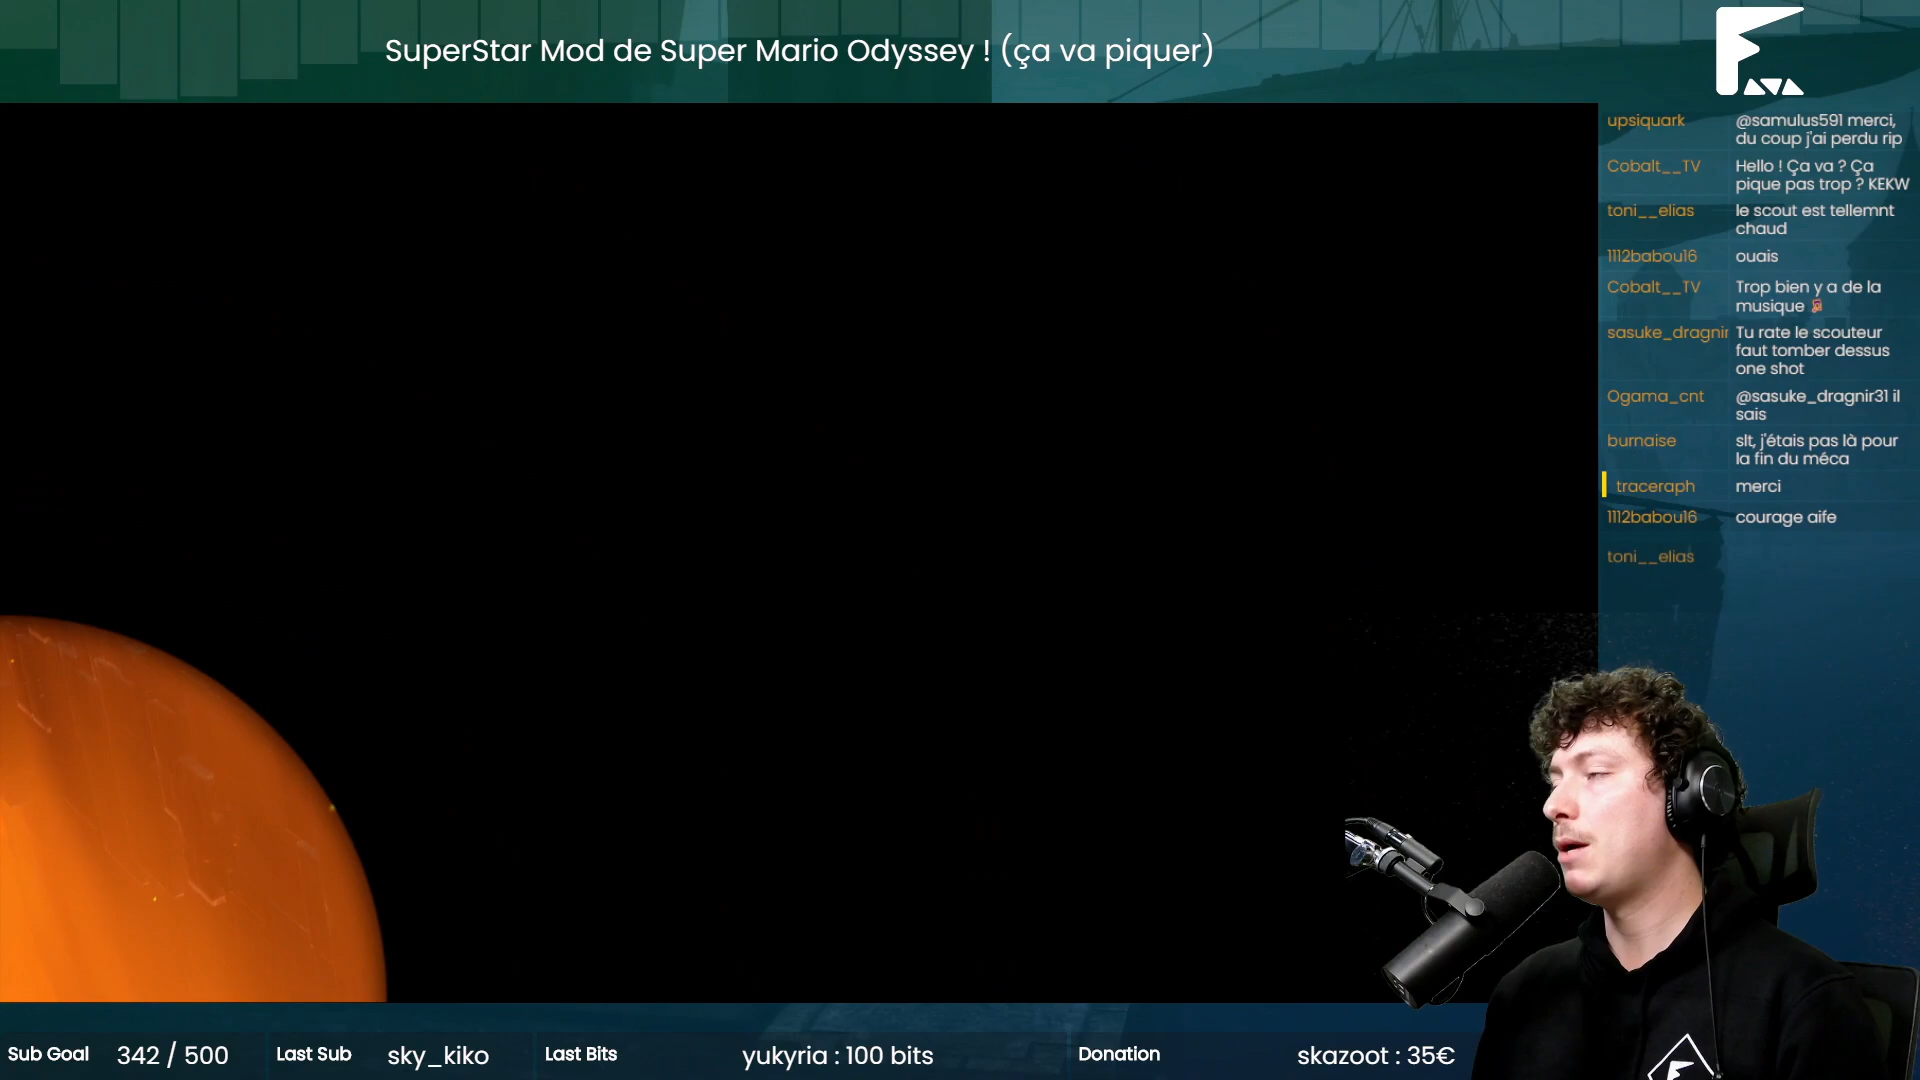 SuperStar Mod de Super Mario Odyssey ! (ça va piquer)
upsiquark @samulus591 merci,
du coup j'ai perdu rip
Cobalt__TV Hello ! Ça va ? Ça
pique pas trop ? KEKW
toni__elias le scout est tellemnt
chaud
1112babou16 ouais
Cobalt__TV Trop bien y a de la
musique
sasuke_dragnir Tu rate le scouteur
faut tomber dessus
one shot
Ogama_cnt @sasuke_dragnir31 il
sais
burnaise slt, j'étais pas là pour
la fin du méca
traceraph merci
1112babou16 courage aife
toni__elias
Sub Goal 342 / 500 Last Sub sky_kiko Last Bits yukyria : 100 bits Donation skazoot : 35€